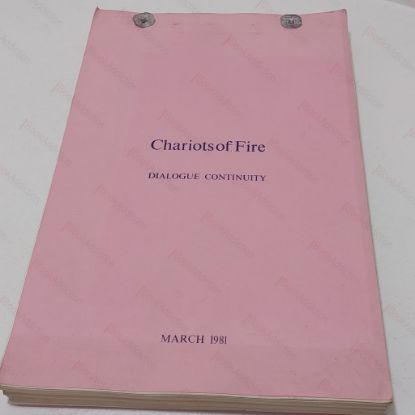 Chariots of Fire
DIALOGUE CONTINUITY
MARCH 1981